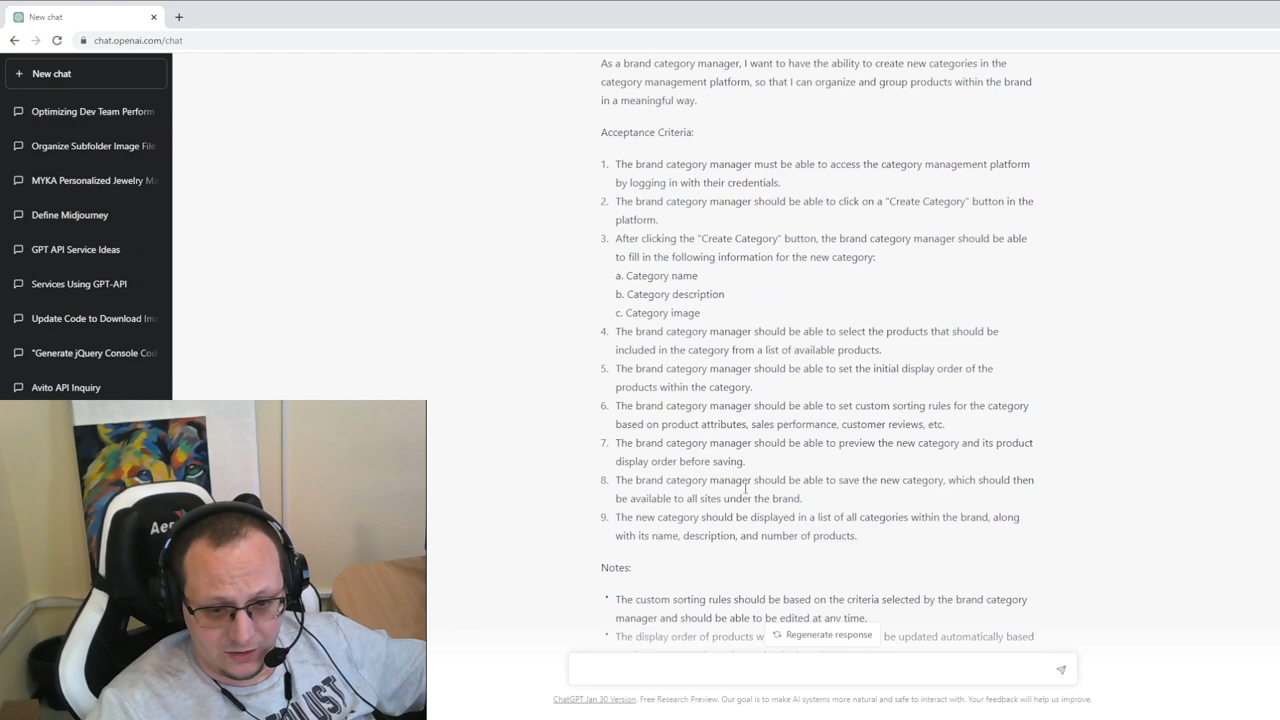 New chat
chat.openai.com/chat
New chat
Optimizing Dev Team Perform
Organize Subfolder Image File
MYKA Personalized Jewelry M
Define Midjourney
GPT API Service Ideas
Services Using GPT-API
Update Code to Download Im
"Generate jQuery Console Cod
Avito API Inquiry
As a brand category manager, I want to have the ability to create new categories in the
category management platform, so that I can organize and group products within the brand
in a meaningful way.
Acceptance Criteria:
1. The brand category manager must be able to access the category management platform
by logging in with their credentials.
2. The brand category manager should be able to click on a "Create Category" button in the
platform.
3. After clicking the "Create Category" button, the brand category manager should be able
to fill in the following information for the new category:
a. Category name
b. Category description
c. Category image
4. The brand category manager should be able to select the products that should be
included in the category from a list of available products.
5. The brand category manager should be able to set the initial display order of the
products within the category.
6. The brand category manager should be able to set custom sorting rules for the category
based on product attributes, sales performance, customer reviews, etc.
7. The brand category manager should be able to preview the new category and its product
display order before saving.
8. The brand category manager should be able to save the new category, which should then
be available to all sites under the brand.
9. The new category should be displayed in a list of all categories within the brand, along
with its name, description, and number of products.
Notes:
• The custom sorting rules should be based on the criteria selected by the brand category
manager and should be able to be edited at any time.
• The display order of products be updated automatically based
Regenerate response
ChatGPT Jan 30 Version. Free Research Preview. Our goal is to make AI systems more natural and safe to interact with. Your feedback will help us improve.
Aer